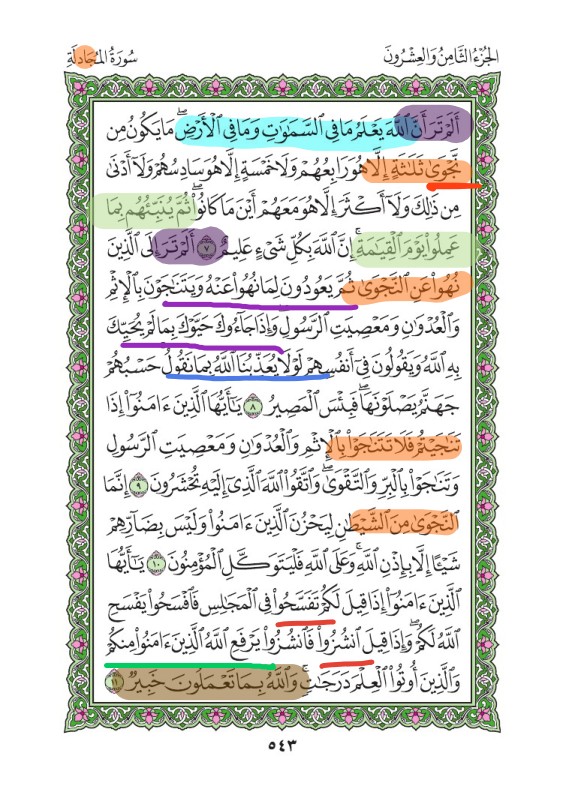 الجُزْءُ الثَّامِنُ وَالعِشْرُونَ
سُورَةُ المُجَادلَةِ
أَلَمْ تَرَ أَنَّ ٱللَّهَ يَعْلَمُ مَا فِي ٱلسَّمَٰوَٰتِ وَمَا فِي ٱلْأَرْضِۖ مَا يَكُونُ مِن
نَّجْوَىٰ ثَلَٰثَةٍ إِلَّا هُوَ رَابِعُهُمْ وَلَا خَمْسَةٍ إِلَّا هُوَ سَادِسُهُمْ وَلَآ أَدْنَىٰ
مِن ذَٰلِكَ وَلَآ أَكْثَرَ إِلَّا هُوَ مَعَهُمْ أَيْنَ مَا كَانُوا۟ۖ ثُمَّ يُنَبِّئُهُم بِمَا
عَمِلُوا۟ يَوْمَ ٱلْقِيَٰمَةِۚ إِنَّ ٱللَّهَ بِكُلِّ شَيْءٍ عَلِيمٌ ٧ أَلَمْ تَرَ إِلَى ٱلَّذِينَ
نُهُوا۟ عَنِ ٱلنَّجْوَىٰ ثُمَّ يَعُودُونَ لِمَا نُهُوا۟ عَنْهُ وَيَتَنَٰجَوْنَ بِٱلْإِثْمِ
وَٱلْعُدْوَٰنِ وَمَعْصِيَتِ ٱلرَّسُولِ وَإِذَا جَآءُوكَ حَيَّوْكَ بِمَا لَمْ يُحَيِّكَ
بِهِ ٱللَّهُ وَيَقُولُونَ فِيٓ أَنفُسِهِمْ لَوْلَا يُعَذِّبُنَا ٱللَّهُ بِمَا نَقُولُۚ حَسْبُهُمْ
جَهَنَّمُ يَصْلَوْنَهَاۖ فَبِئْسَ ٱلْمَصِيرُ ٨ يَٰٓأَيُّهَا ٱلَّذِينَ ءَامَنُوٓا۟ إِذَا
تَنَٰجَيْتُمْ فَلَا تَتَنَٰجَوْا۟ بِٱلْإِثْمِ وَٱلْعُدْوَٰنِ وَمَعْصِيَتِ ٱلرَّسُولِ
وَتَنَٰجَوْا۟ بِٱلْبِرِّ وَٱلتَّقْوَىٰۖ وَٱتَّقُوا۟ ٱللَّهَ ٱلَّذِيٓ إِلَيْهِ تُحْشَرُونَ ٩ إِنَّمَا
ٱلنَّجْوَىٰ مِنَ ٱلشَّيْطَٰنِ لِيَحْزُنَ ٱلَّذِينَ ءَامَنُوا۟ وَلَيْسَ بِضَآرِّهِمْ
شَيْـًٔا إِلَّا بِإِذْنِ ٱللَّهِۚ وَعَلَى ٱللَّهِ فَلْيَتَوَكَّلِ ٱلْمُؤْمِنُونَ ١٠ يَٰٓأَيُّهَا
ٱلَّذِينَ ءَامَنُوٓا۟ إِذَا قِيلَ لَكُمْ تَفَسَّحُوا۟ فِي ٱلْمَجَٰلِسِ فَٱفْسَحُوا۟ يَفْسَحِ
ٱللَّهُ لَكُمْۖ وَإِذَا قِيلَ ٱنشُزُوا۟ فَٱنشُزُوا۟ يَرْفَعِ ٱللَّهُ ٱلَّذِينَ ءَامَنُوا۟ مِنكُمْ
وَٱلَّذِينَ أُوتُوا۟ ٱلْعِلْمَ دَرَجَٰتٍۚ وَٱللَّهُ بِمَا تَعْمَلُونَ خَبِيرٌ ١١
٥٤٣